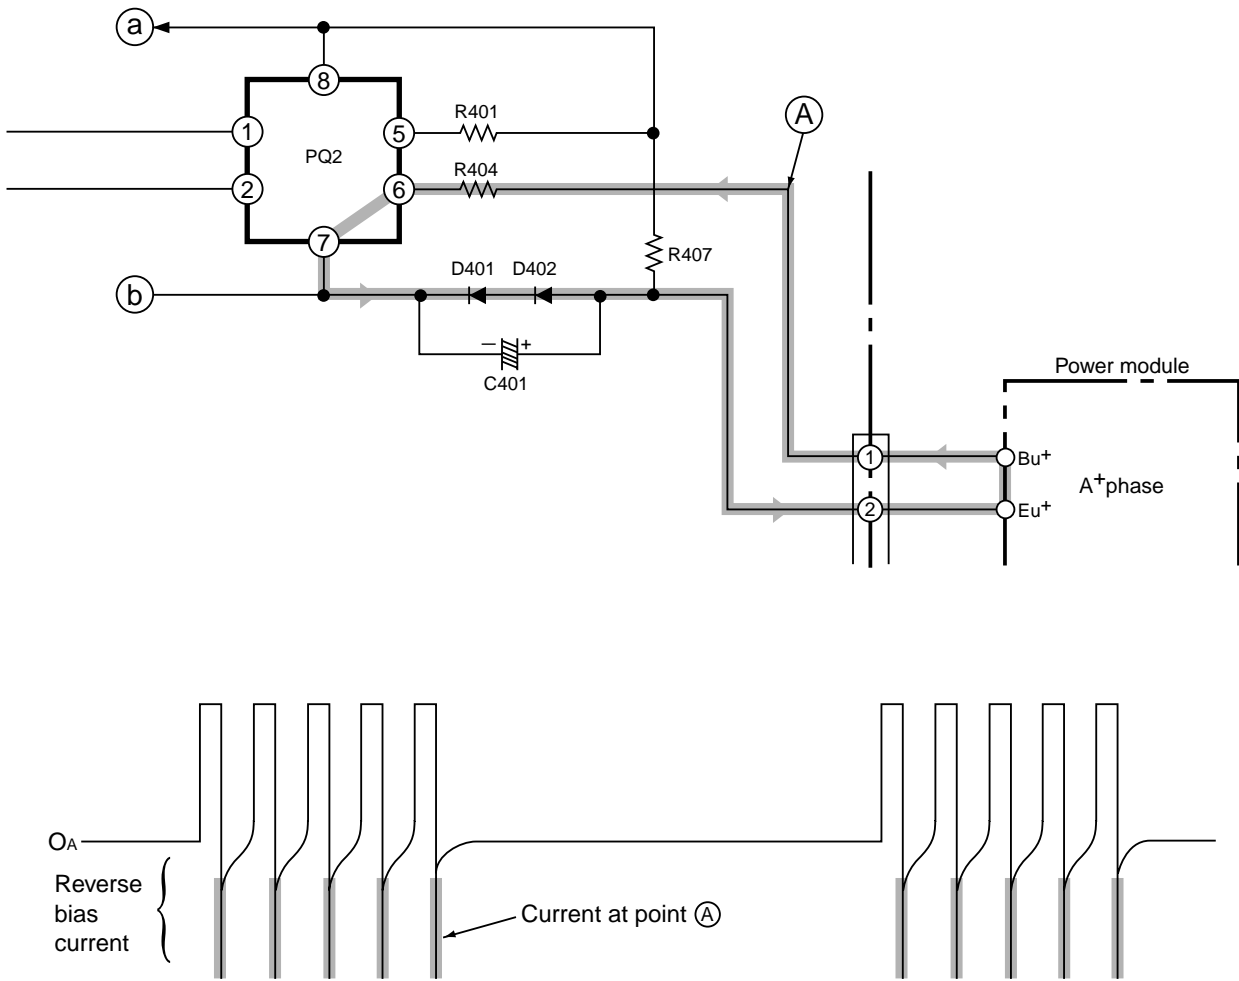 a
8
R401
1
5
A
PQ2
R404
2
6
7
R407
D401 D402
b
− +
C401
Power module
1
Bu+
A+phase
2
Eu+
OA
Reverse
bias
current
Current at point A